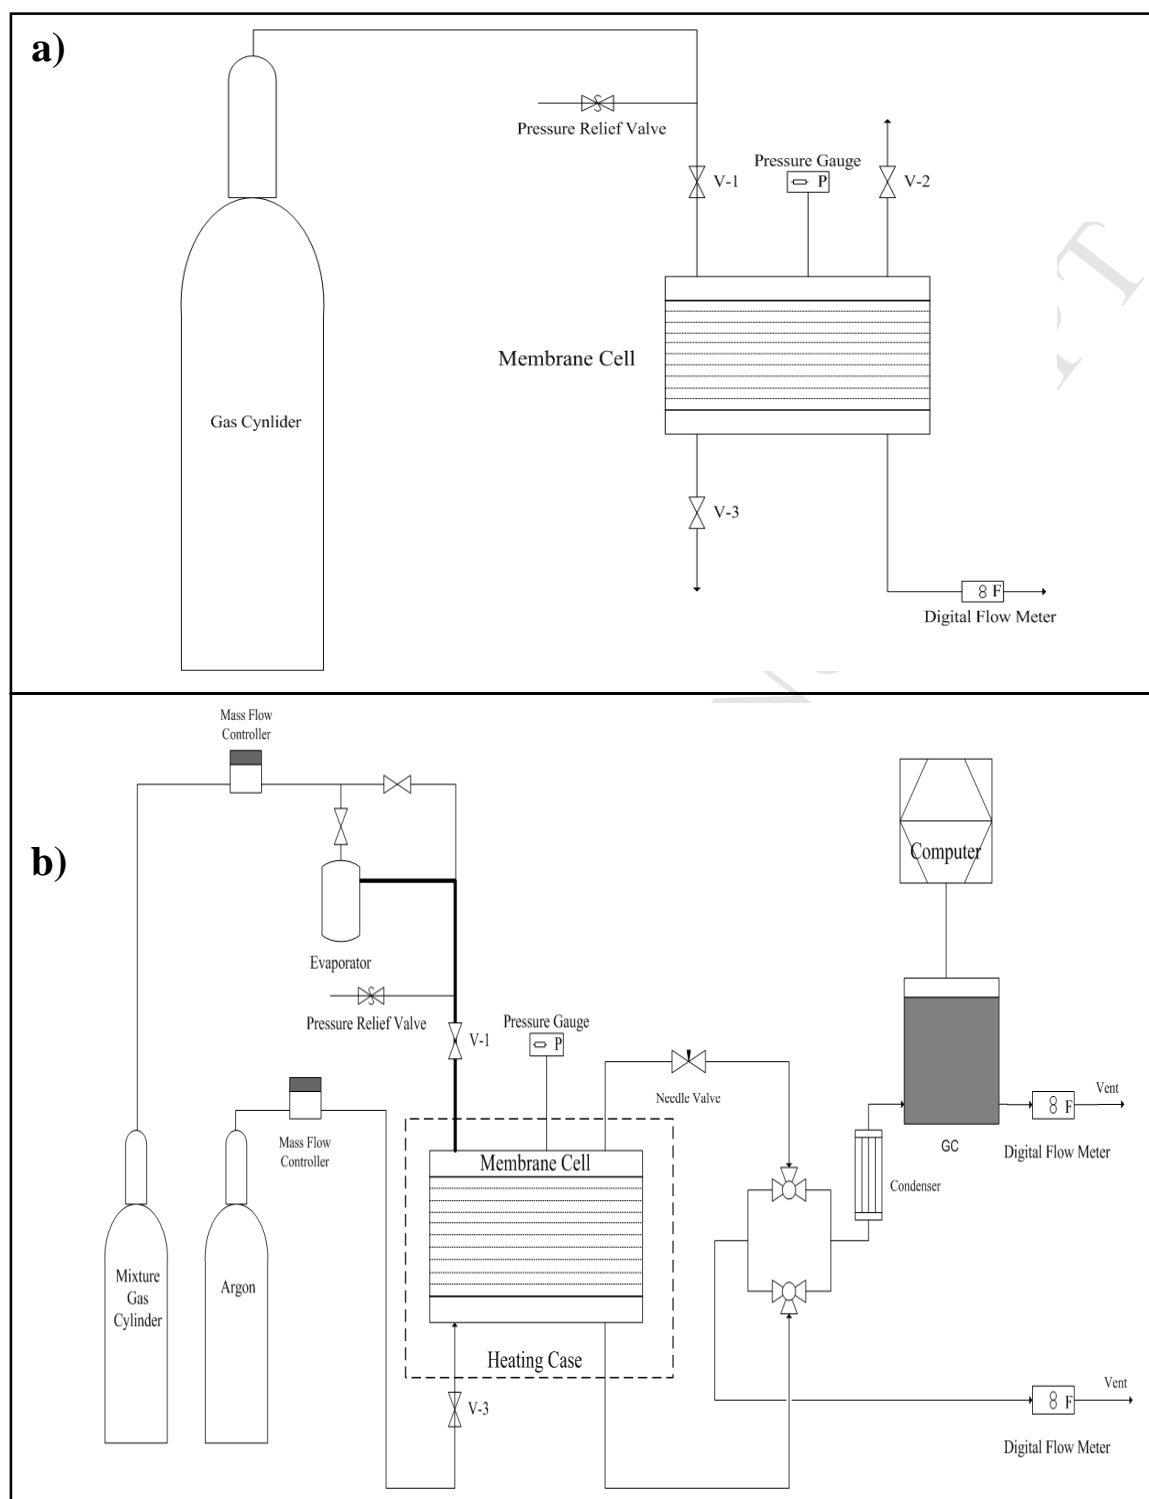 a)
Pressure Relief Valve
Pressure Gauge
V-1
P
V-2
Membrane Cell
Gas Cynlider
V-3
8 F
Digital Flow Meter
Mass Flow
Controller
b)
Computer
Evaporator
Pressure Relief Valve
V-1
Pressure Gauge
P
Needle Valve
Mass Flow
Controller
Membrane Cell
GC
8 F
Vent
Digital Flow Meter
Condenser
Mixture
Gas
Cylinder
Argon
Heating Case
V-3
8 F
Vent
Digital Flow Meter